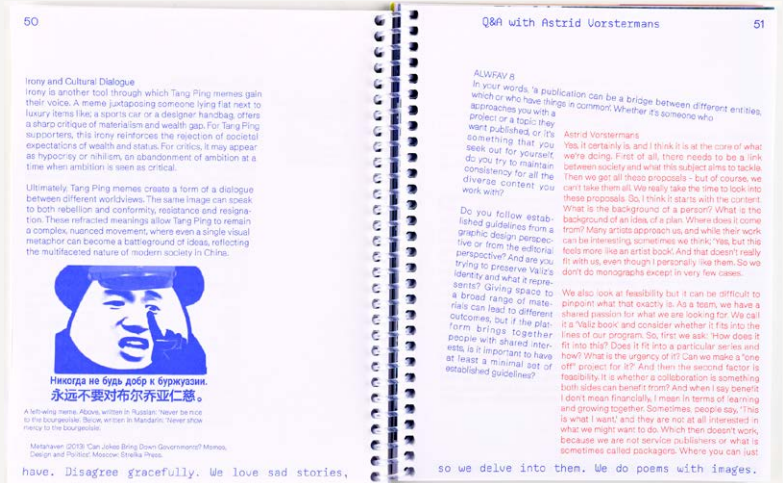 50
Irony and Cultural Dialogue
Irony is another tool through which Tang Ping memes gain
their voice. A meme juxtaposing someone lying flat next to
luxury items like a sports car or a designer handbag, offers
a sharp critique of materialism and wealth gap. For Tang Ping
supporters, this irony reinforces the rejection of societal
expectations of wealth and status. For critics, it may appear
as hypocrisy or nihilism, an abandonment of ambition at a
time when ambition is seen as critical.
Ultimately, Tang Ping memes create a form of a dialogue
between different worldviews. The same image can speak
to both rebellion and conformity, resistance and resigna-
tion. These refracted meanings allow Tang Ping to remain
a complex, nuanced movement, where even a single visual
metaphor can become a battleground of ideas, reflecting
the multifaceted nature of modern society in China.
Никогда не будь добр к буржуазии.
永远不要对布尔乔亚仁慈。
A left-wing meme. Above, written in Russian: 'Never be nice
to the bourgeoisie.' Below, written in Mandarin: 'Never show
mercy to the bourgeoisie.'
Metahaven (2013) 'Can Jokes Bring Down Governments? Memes,
Design and Politics'. Moscow: Strelka Press.
have. Disagree gracefully. We love sad stories,
Q&A with Astrid Vorstermans
51
ALWFAV 8
In your words, 'a publication can be a bridge between different entities,
which or who have things in common'. Whether it's someone who
approaches you with a
project or a topic they
want published, or it's
something that you
seek out for yourself,
do you try to maintain
consistency for all the
diverse content you
work with?
Do you follow estab-
lished guidelines from a
graphic design perspec-
tive or from the editorial
perspective? And are you
trying to preserve Valiz's
identity and what it repre-
sents? Giving space to
a broad range of mate-
rials can lead to different
outcomes, but if the plat-
form brings together
people with shared inter-
ests, is it important to have
at least a minimal set of
established guidelines?
Astrid Vorstermans
Yes, it certainly is, and I think it is at the core of what
we're doing. First of all, there needs to be a link
between society and what this subject aims to tackle.
Then we get all these proposals – but of course, we
can't take them all. We really take the time to look into
these proposals. So, I think it starts with the content.
What is the background of a person? What is the
background of an idea, of a plan. Where does it come
from? Many artists approach us, and while their work
can be interesting, sometimes we think; 'Yes, but this
feels more like an artist book'. And that doesn't really
fit with us, even though I personally like them. So we
don't do monographs except in very few cases.
We also look at feasibility but it can be difficult to
pinpoint what that exactly is. As a team, we have a
shared passion for what we are looking for. We call
it a 'Valiz book' and consider whether it fits into the
lines of our program. So, first we ask: 'How does it
fit into this? Does it fit into a particular series and
how? What is the urgency of it? Can we make a "one
off" project for it?' And then the second factor is
feasibility. It is whether a collaboration is something
both sides can benefit from? And when I say benefit
I don't mean financially, I mean in terms of learning
and growing together. Sometimes, people say, 'This
is what I want,' and they are not at all interested in
what we might want to do. Which then doesn't work,
because we are not service publishers or what is
sometimes called packagers. Where you can just
so we delve into them. We do poems with images.